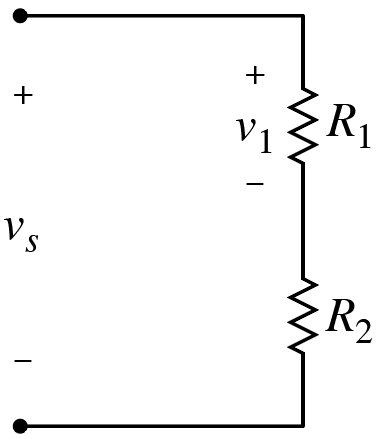 +
+
v₁ R₁
−
vₛ
R₂
−